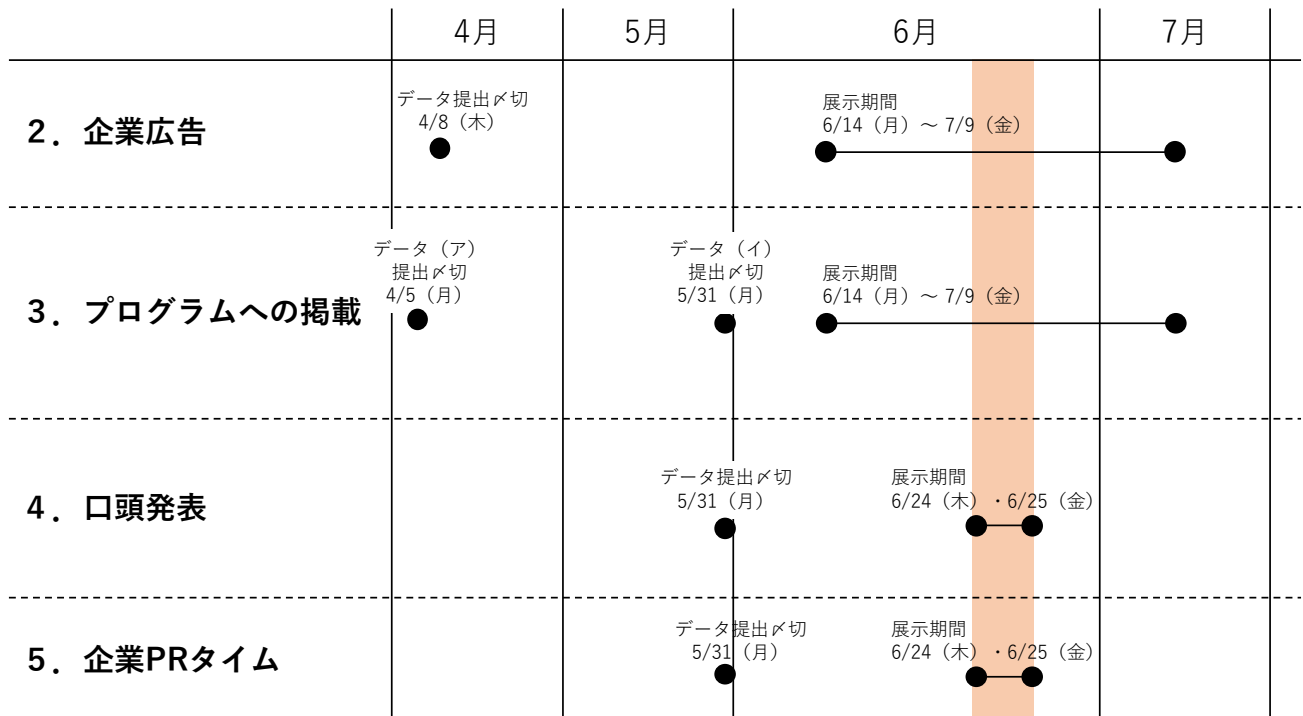 4月 5月 6月 7月
2．企業広告
データ提出〆切
4/8（木）
展示期間
6/14（月）～ 7/9（金）
3．プログラムへの掲載
データ（ア）
提出〆切
4/5（月）
データ（イ）
提出〆切
5/31（月）
展示期間
6/14（月）～ 7/9（金）
4．口頭発表
データ提出〆切
5/31（月）
展示期間
6/24（木）・6/25（金）
5．企業PRタイム
データ提出〆切
5/31（月）
展示期間
6/24（木）・6/25（金）